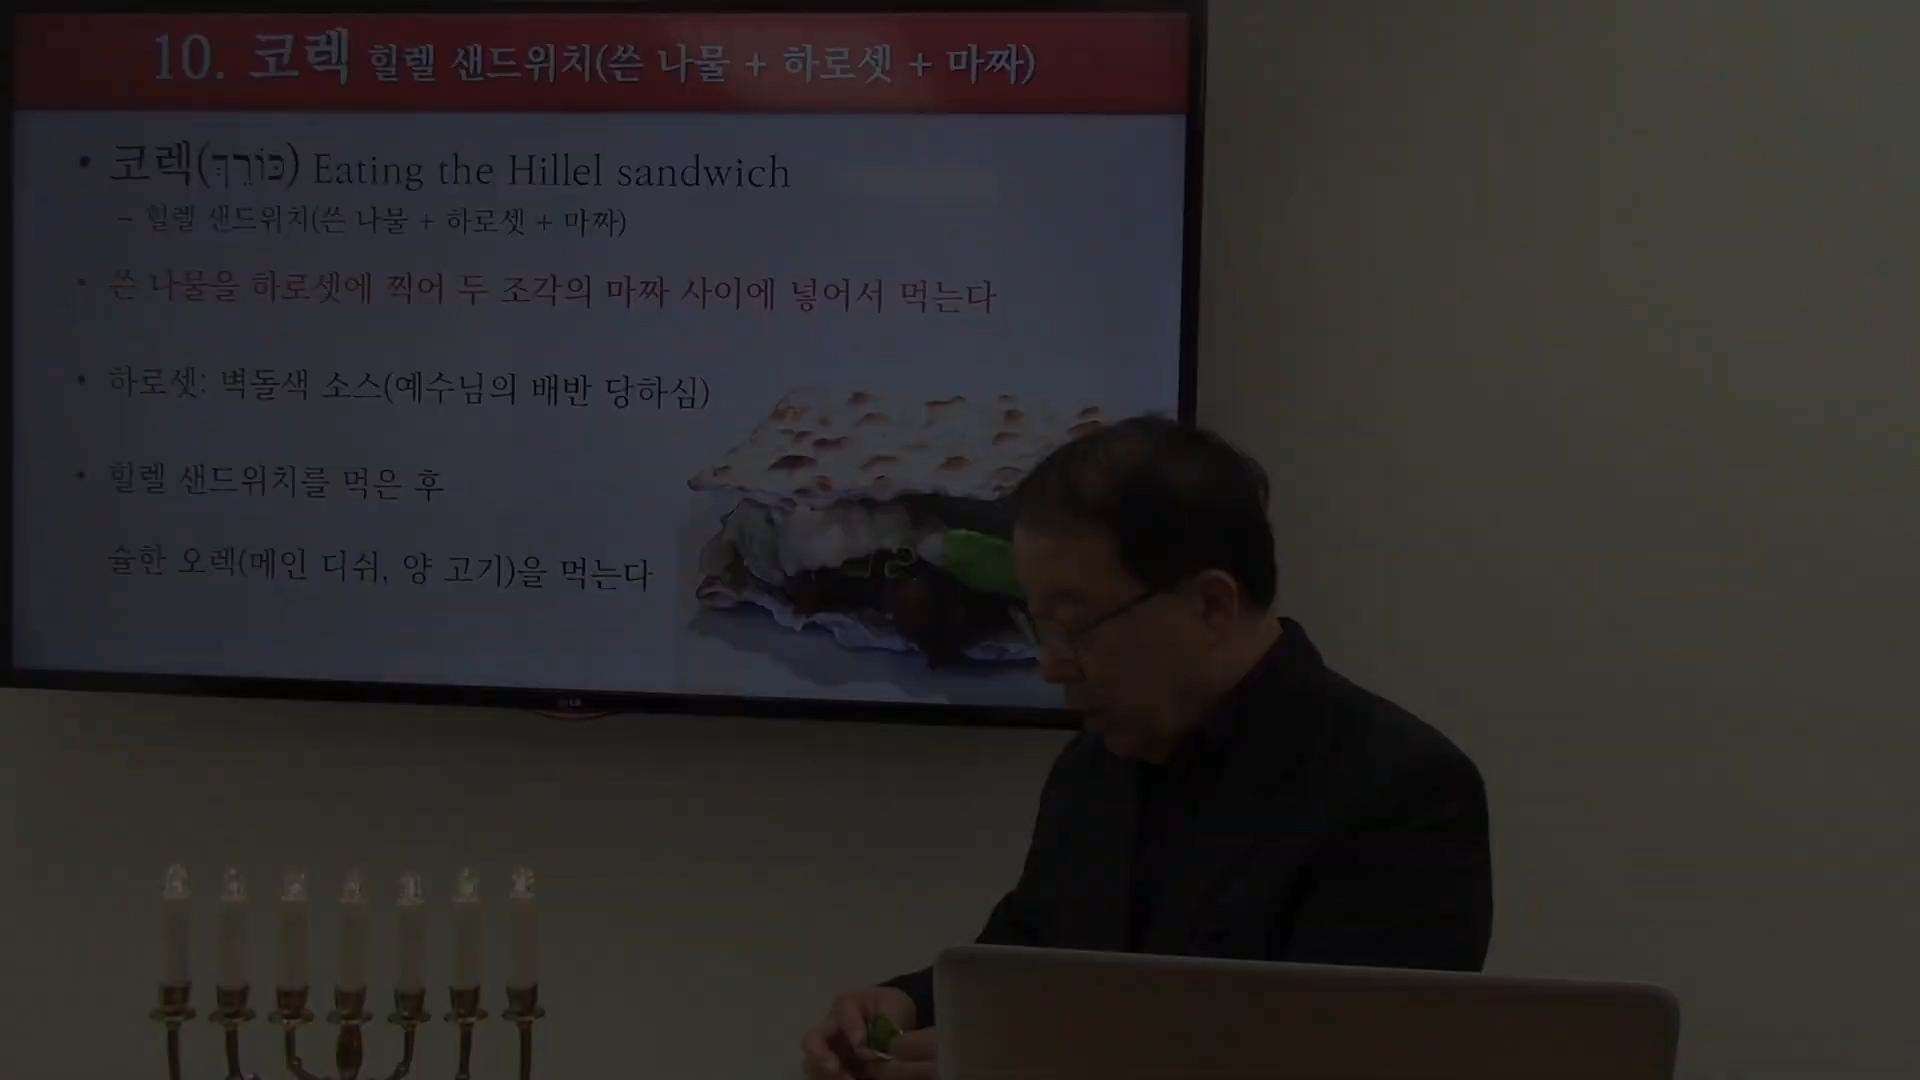 10. 코렉 힐렐 샌드위치(쓴 나물 + 하로셋 + 마짜)
• 코렉(כּוֹרֵךְ) Eating the Hillel sandwich
– 힐렐 샌드위치(쓴 나물 + 하로셋 + 마짜)
• 쓴 나물을 하로셋에 찍어 두 조각의 마짜 사이에 넣어서 먹는다
• 하로셋: 벽돌색 소스(예수님의 배반 당하심)
• 힐렐 샌드위치를 먹은 후
슐한 오렉(메인 디쉬, 양 고기)을 먹는다
LG